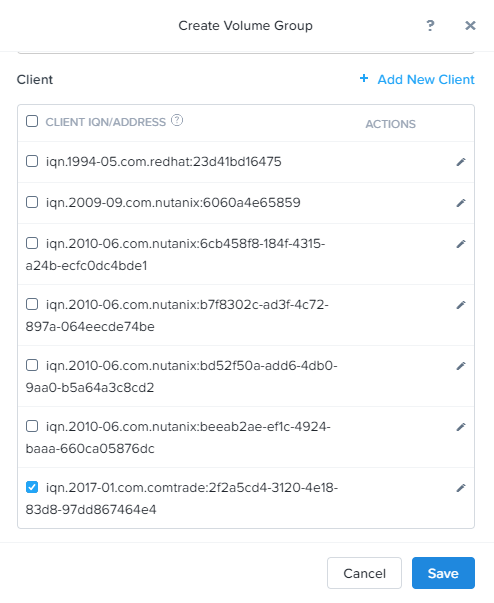 Create Volume Group ? ×
Client + Add New Client
CLIENT IQN/ADDRESS ? ACTIONS
iqn.1994-05.com.redhat:23d41bd16475
iqn.2009-09.com.nutanix:6060a4e65859
iqn.2010-06.com.nutanix:6cb458f8-184f-4315-
a24b-ecfc0dc4bde1
iqn.2010-06.com.nutanix:b7f8302c-ad3f-4c72-
897a-064eecde74be
iqn.2010-06.com.nutanix:bd52f50a-add6-4db0-
9aa0-b5a64a3c8cd2
iqn.2010-06.com.nutanix:beeab2ae-ef1c-4924-
baaa-660ca05876dc
iqn.2017-01.com.comtrade:2f2a5cd4-3120-4e18-
83d8-97dd867464e4
Cancel Save